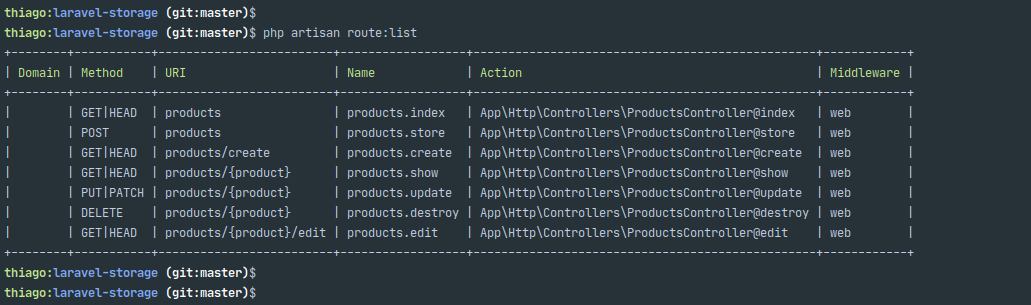 thiago:laravel-storage (git:master)$
thiago:laravel-storage (git:master)$ php artisan route:list
+--------+-----------+-------------------------+------------------+-------------------------------------------------+------------+
| Domain | Method    | URI                     | Name             | Action                                          | Middleware |
+--------+-----------+-------------------------+------------------+-------------------------------------------------+------------+
|        | GET|HEAD  | products                | products.index   | App\Http\Controllers\ProductsController@index   | web        |
|        | POST      | products                | products.store   | App\Http\Controllers\ProductsController@store   | web        |
|        | GET|HEAD  | products/create         | products.create  | App\Http\Controllers\ProductsController@create  | web        |
|        | GET|HEAD  | products/{product}      | products.show    | App\Http\Controllers\ProductsController@show    | web        |
|        | PUT|PATCH | products/{product}      | products.update  | App\Http\Controllers\ProductsController@update  | web        |
|        | DELETE    | products/{product}      | products.destroy | App\Http\Controllers\ProductsController@destroy | web        |
|        | GET|HEAD  | products/{product}/edit | products.edit    | App\Http\Controllers\ProductsController@edit    | web        |
+--------+-----------+-------------------------+------------------+-------------------------------------------------+------------+
thiago:laravel-storage (git:master)$
thiago:laravel-storage (git:master)$